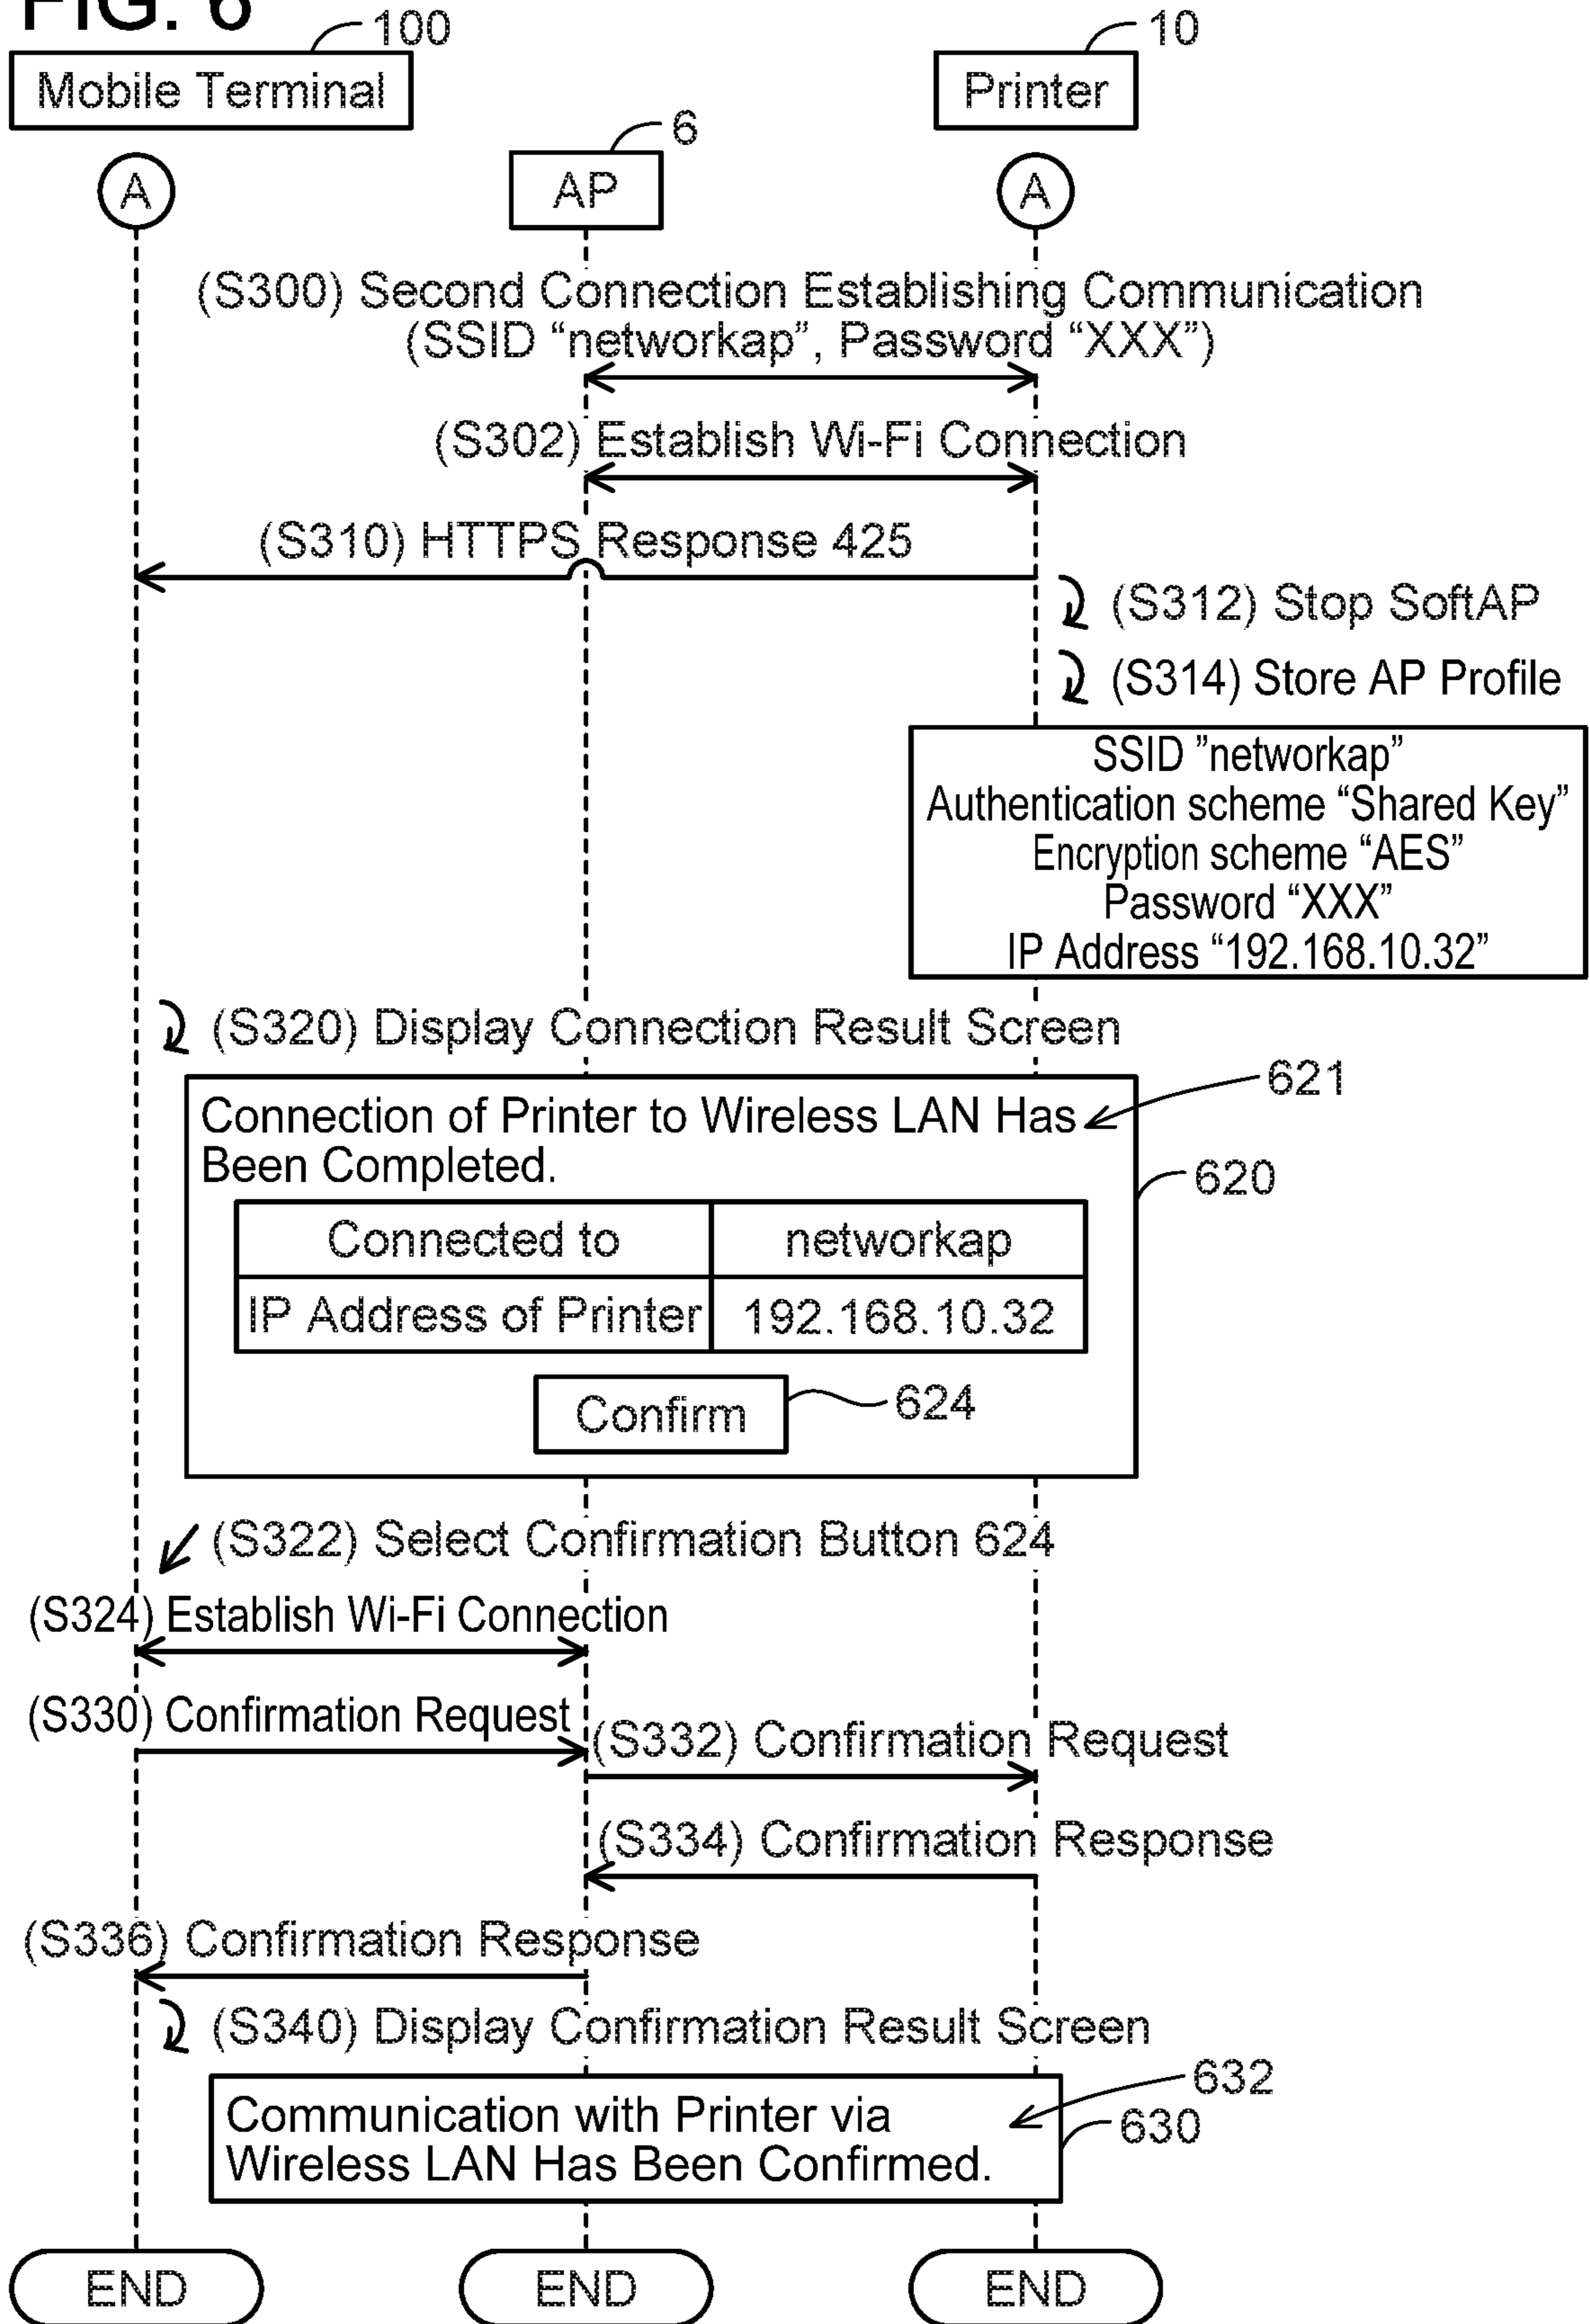 FIG. 6
100
10
Mobile Terminal
Printer
6
A
AP
A
(S300) Second Connection Establishing Communication
(SSID “networkap”, Password “XXX”)
(S302) Establish Wi-Fi Connection
(S310) HTTPS Response 425
(S312) Stop SoftAP
(S314) Store AP Profile
SSID ”networkap”
Authentication scheme “Shared Key”
Encryption scheme “AES”
Password “XXX”
IP Address “192.168.10.32”
(S320) Display Connection Result Screen
621
Connection of Printer to Wireless LAN Has
Been Completed.
620
Connected to networkap
IP Address of Printer 192.168.10.32
Confirm
624
(S322) Select Confirmation Button 624
(S324) Establish Wi-Fi Connection
(S330) Confirmation Request
(S332) Confirmation Request
(S334) Confirmation Response
(S336) Confirmation Response
(S340) Display Confirmation Result Screen
632
Communication with Printer via
630
Wireless LAN Has Been Confirmed.
END
END
END